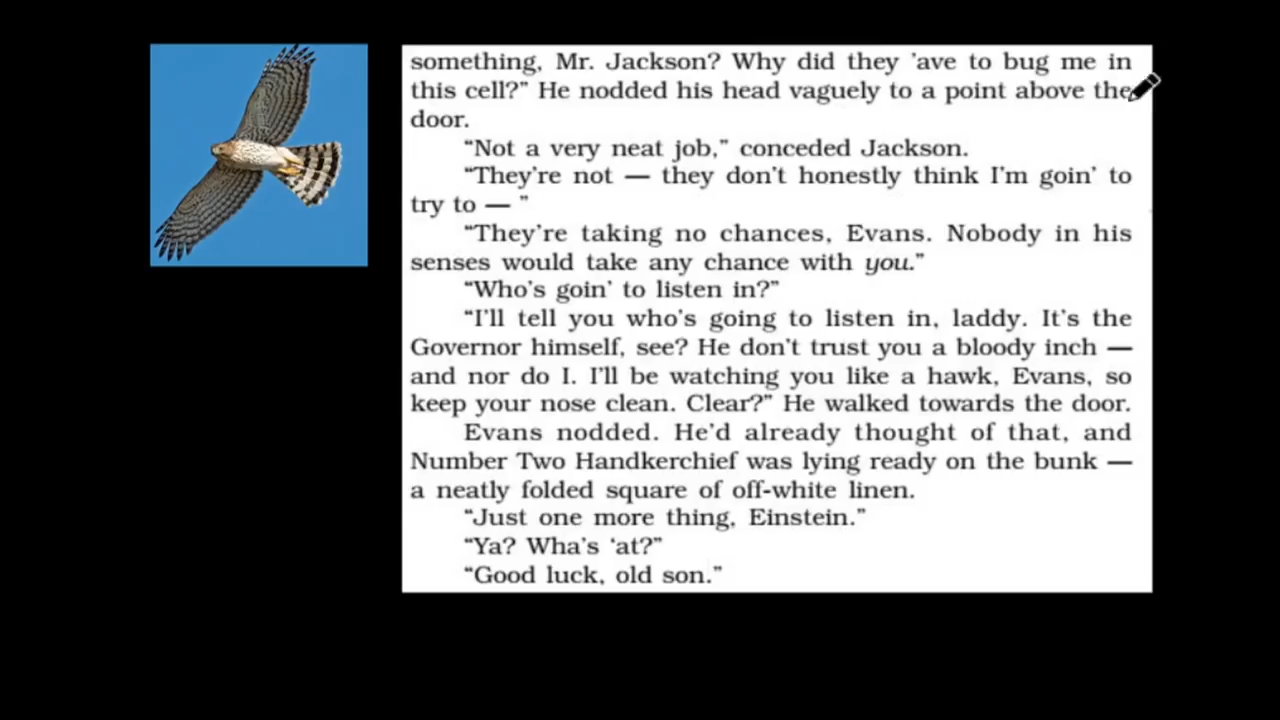 something, Mr. Jackson? Why did they ’ave to bug me in
this cell?” He nodded his head vaguely to a point above the
door.
“Not a very neat job,” conceded Jackson.
“They’re not — they don’t honestly think I’m goin’ to
try to — ”
“They’re taking no chances, Evans. Nobody in his
senses would take any chance with you.”
“Who’s goin’ to listen in?”
“I’ll tell you who’s going to listen in, laddy. It’s the
Governor himself, see? He don’t trust you a bloody inch —
and nor do I. I’ll be watching you like a hawk, Evans, so
keep your nose clean. Clear?” He walked towards the door.
Evans nodded. He’d already thought of that, and
Number Two Handkerchief was lying ready on the bunk —
a neatly folded square of off-white linen.
“Just one more thing, Einstein.”
“Ya? Wha’s ‘at?”
“Good luck, old son.”